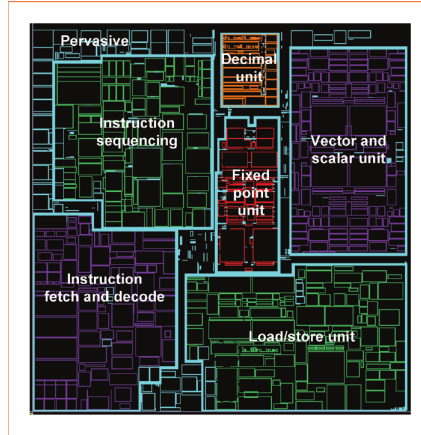 Pervasive
Decimal
unit
Instruction
sequencing
Vector and
scalar unit
Fixed
point
unit
Instruction
fetch and decode
Load/store unit